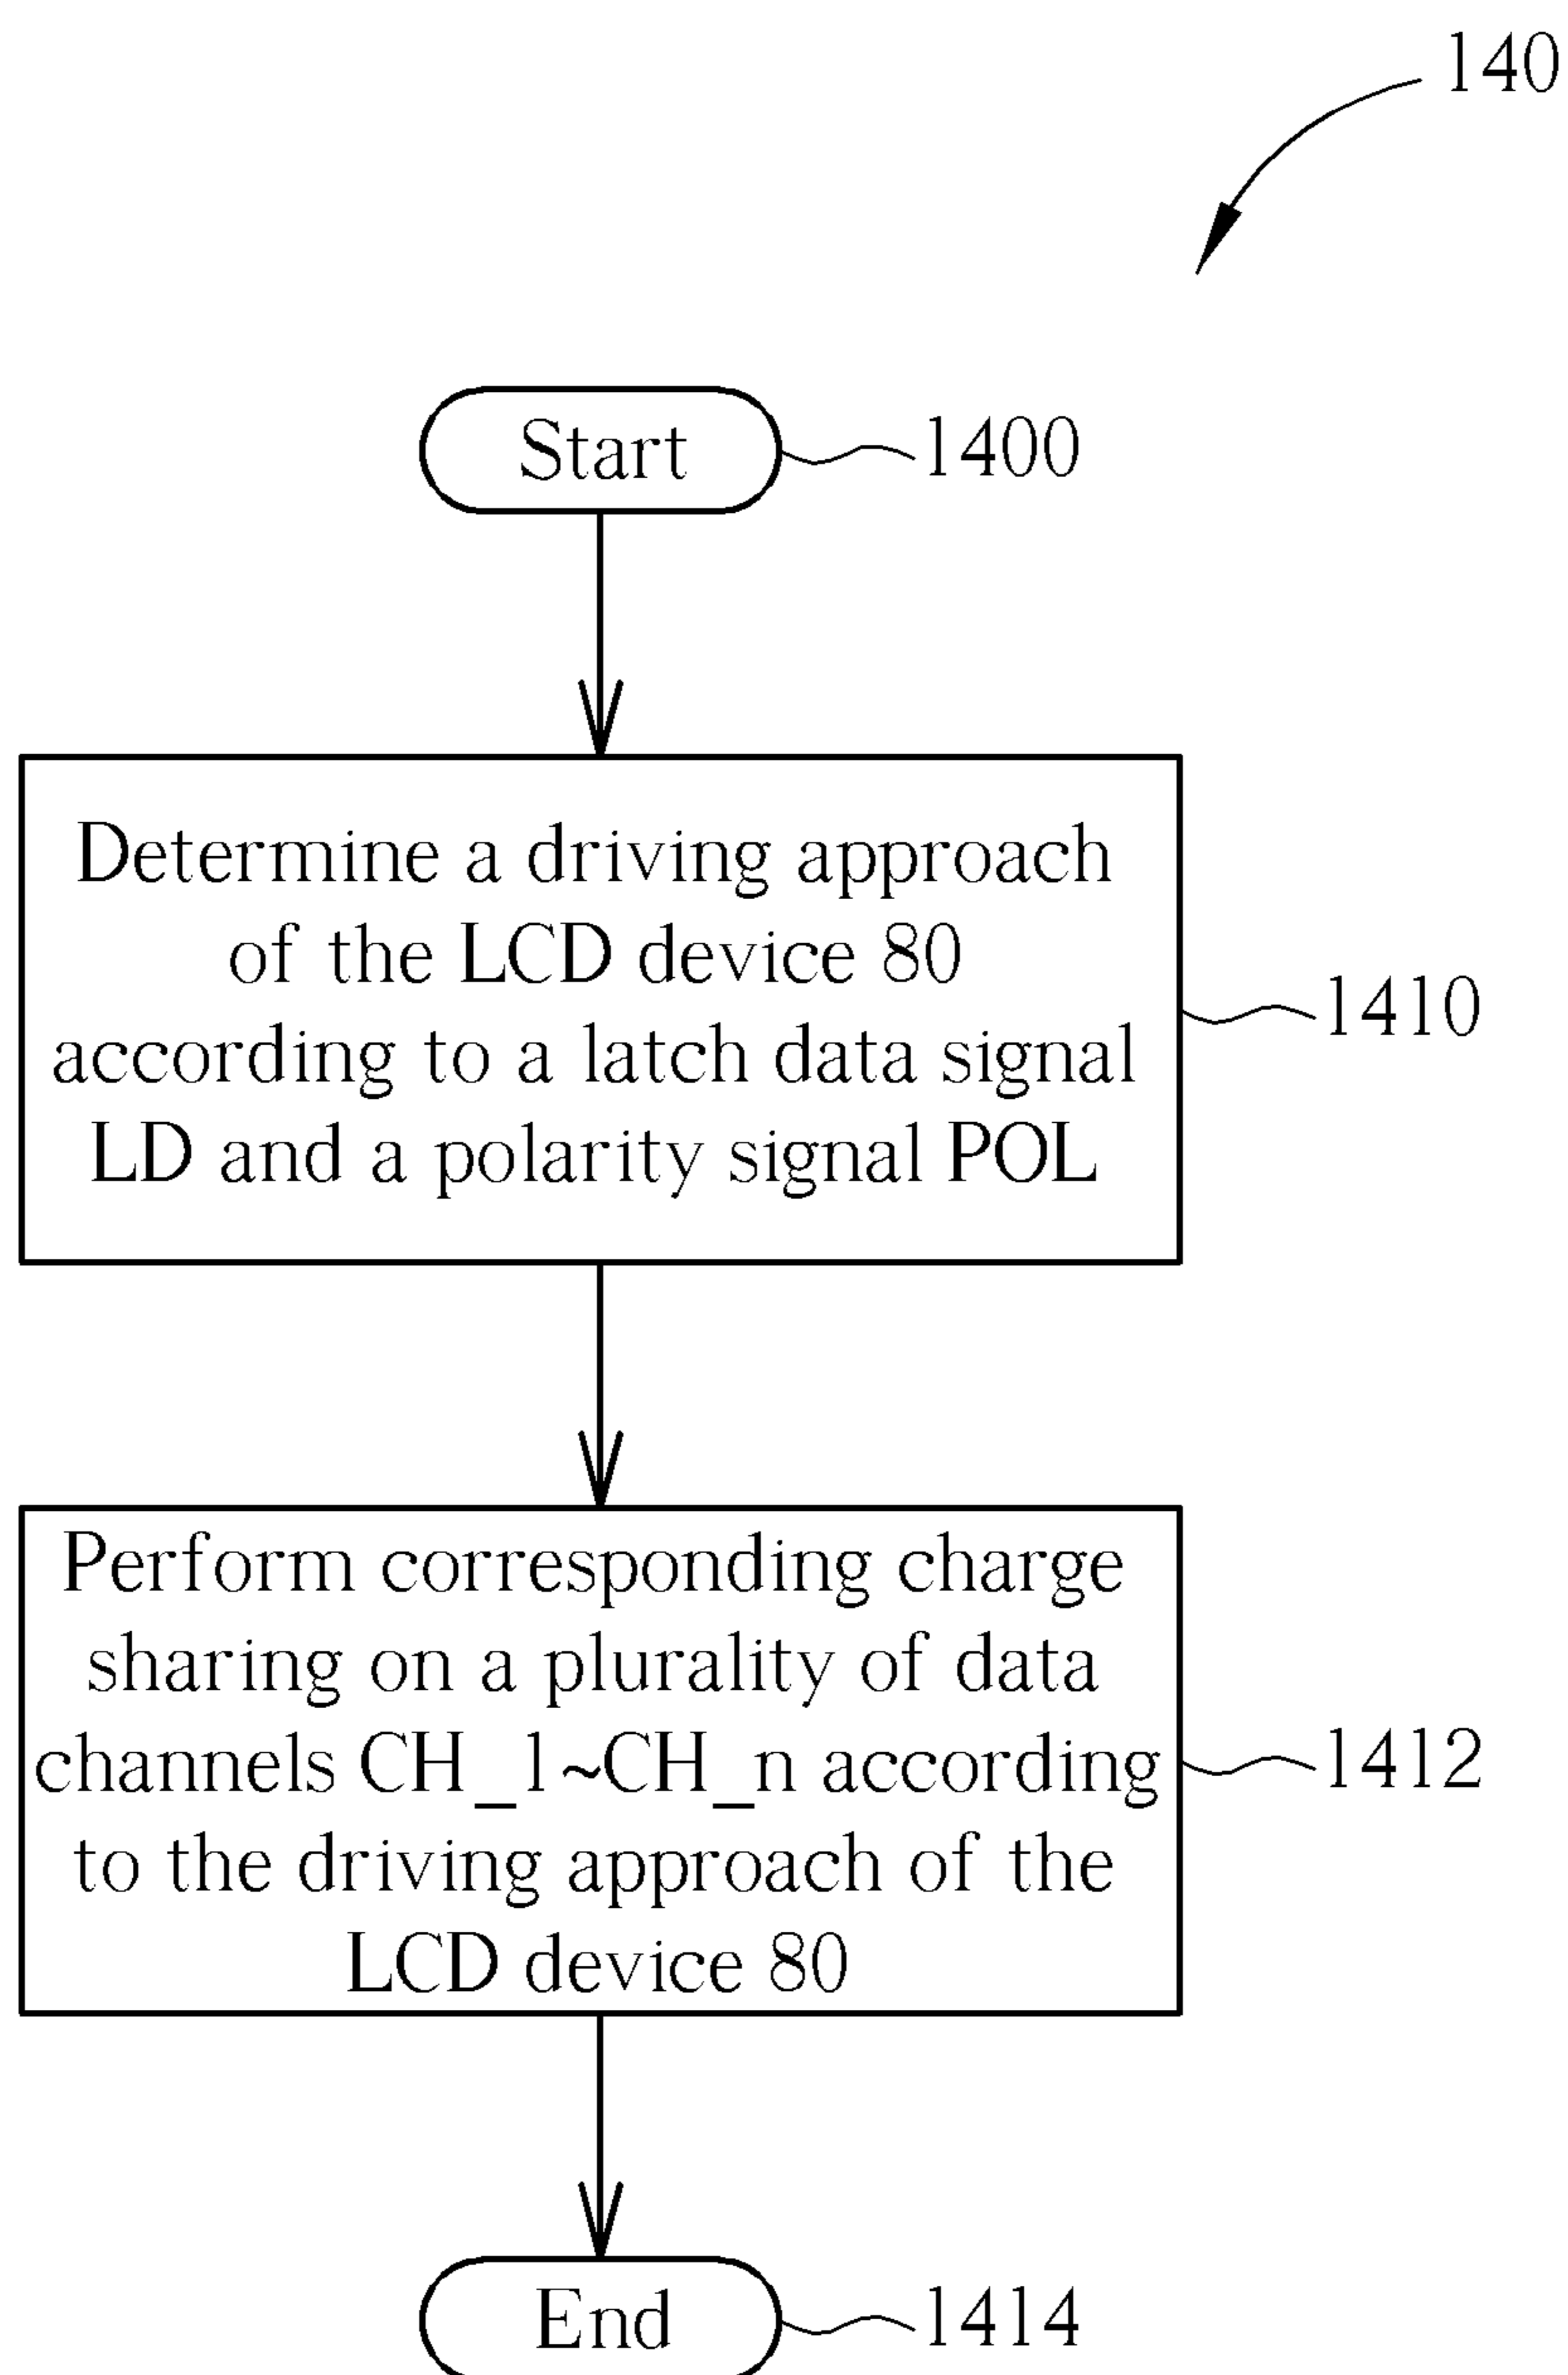 140
Start
1400
Determine a driving approach
of the LCD device 80
according to a latch data signal
LD and a polarity signal POL
1410
Perform corresponding charge
sharing on a plurality of data
channels CH_1~CH_n according
to the driving approach of the
LCD device 80
1412
End
1414